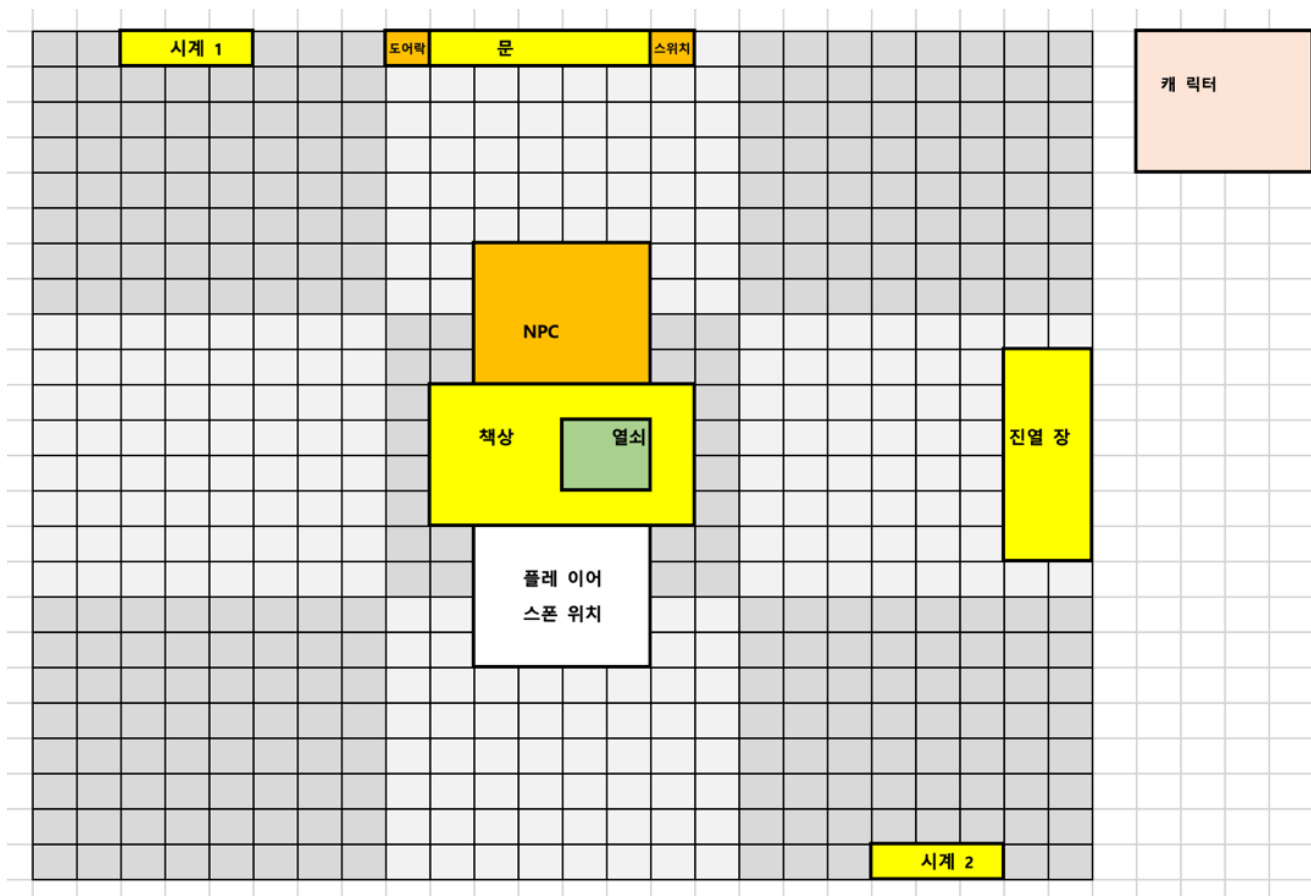 시계 1
도어락
문
스위치
캐 릭터
NPC
책상
열쇠
진열 장
플레 이어
스폰 위치
시계 2